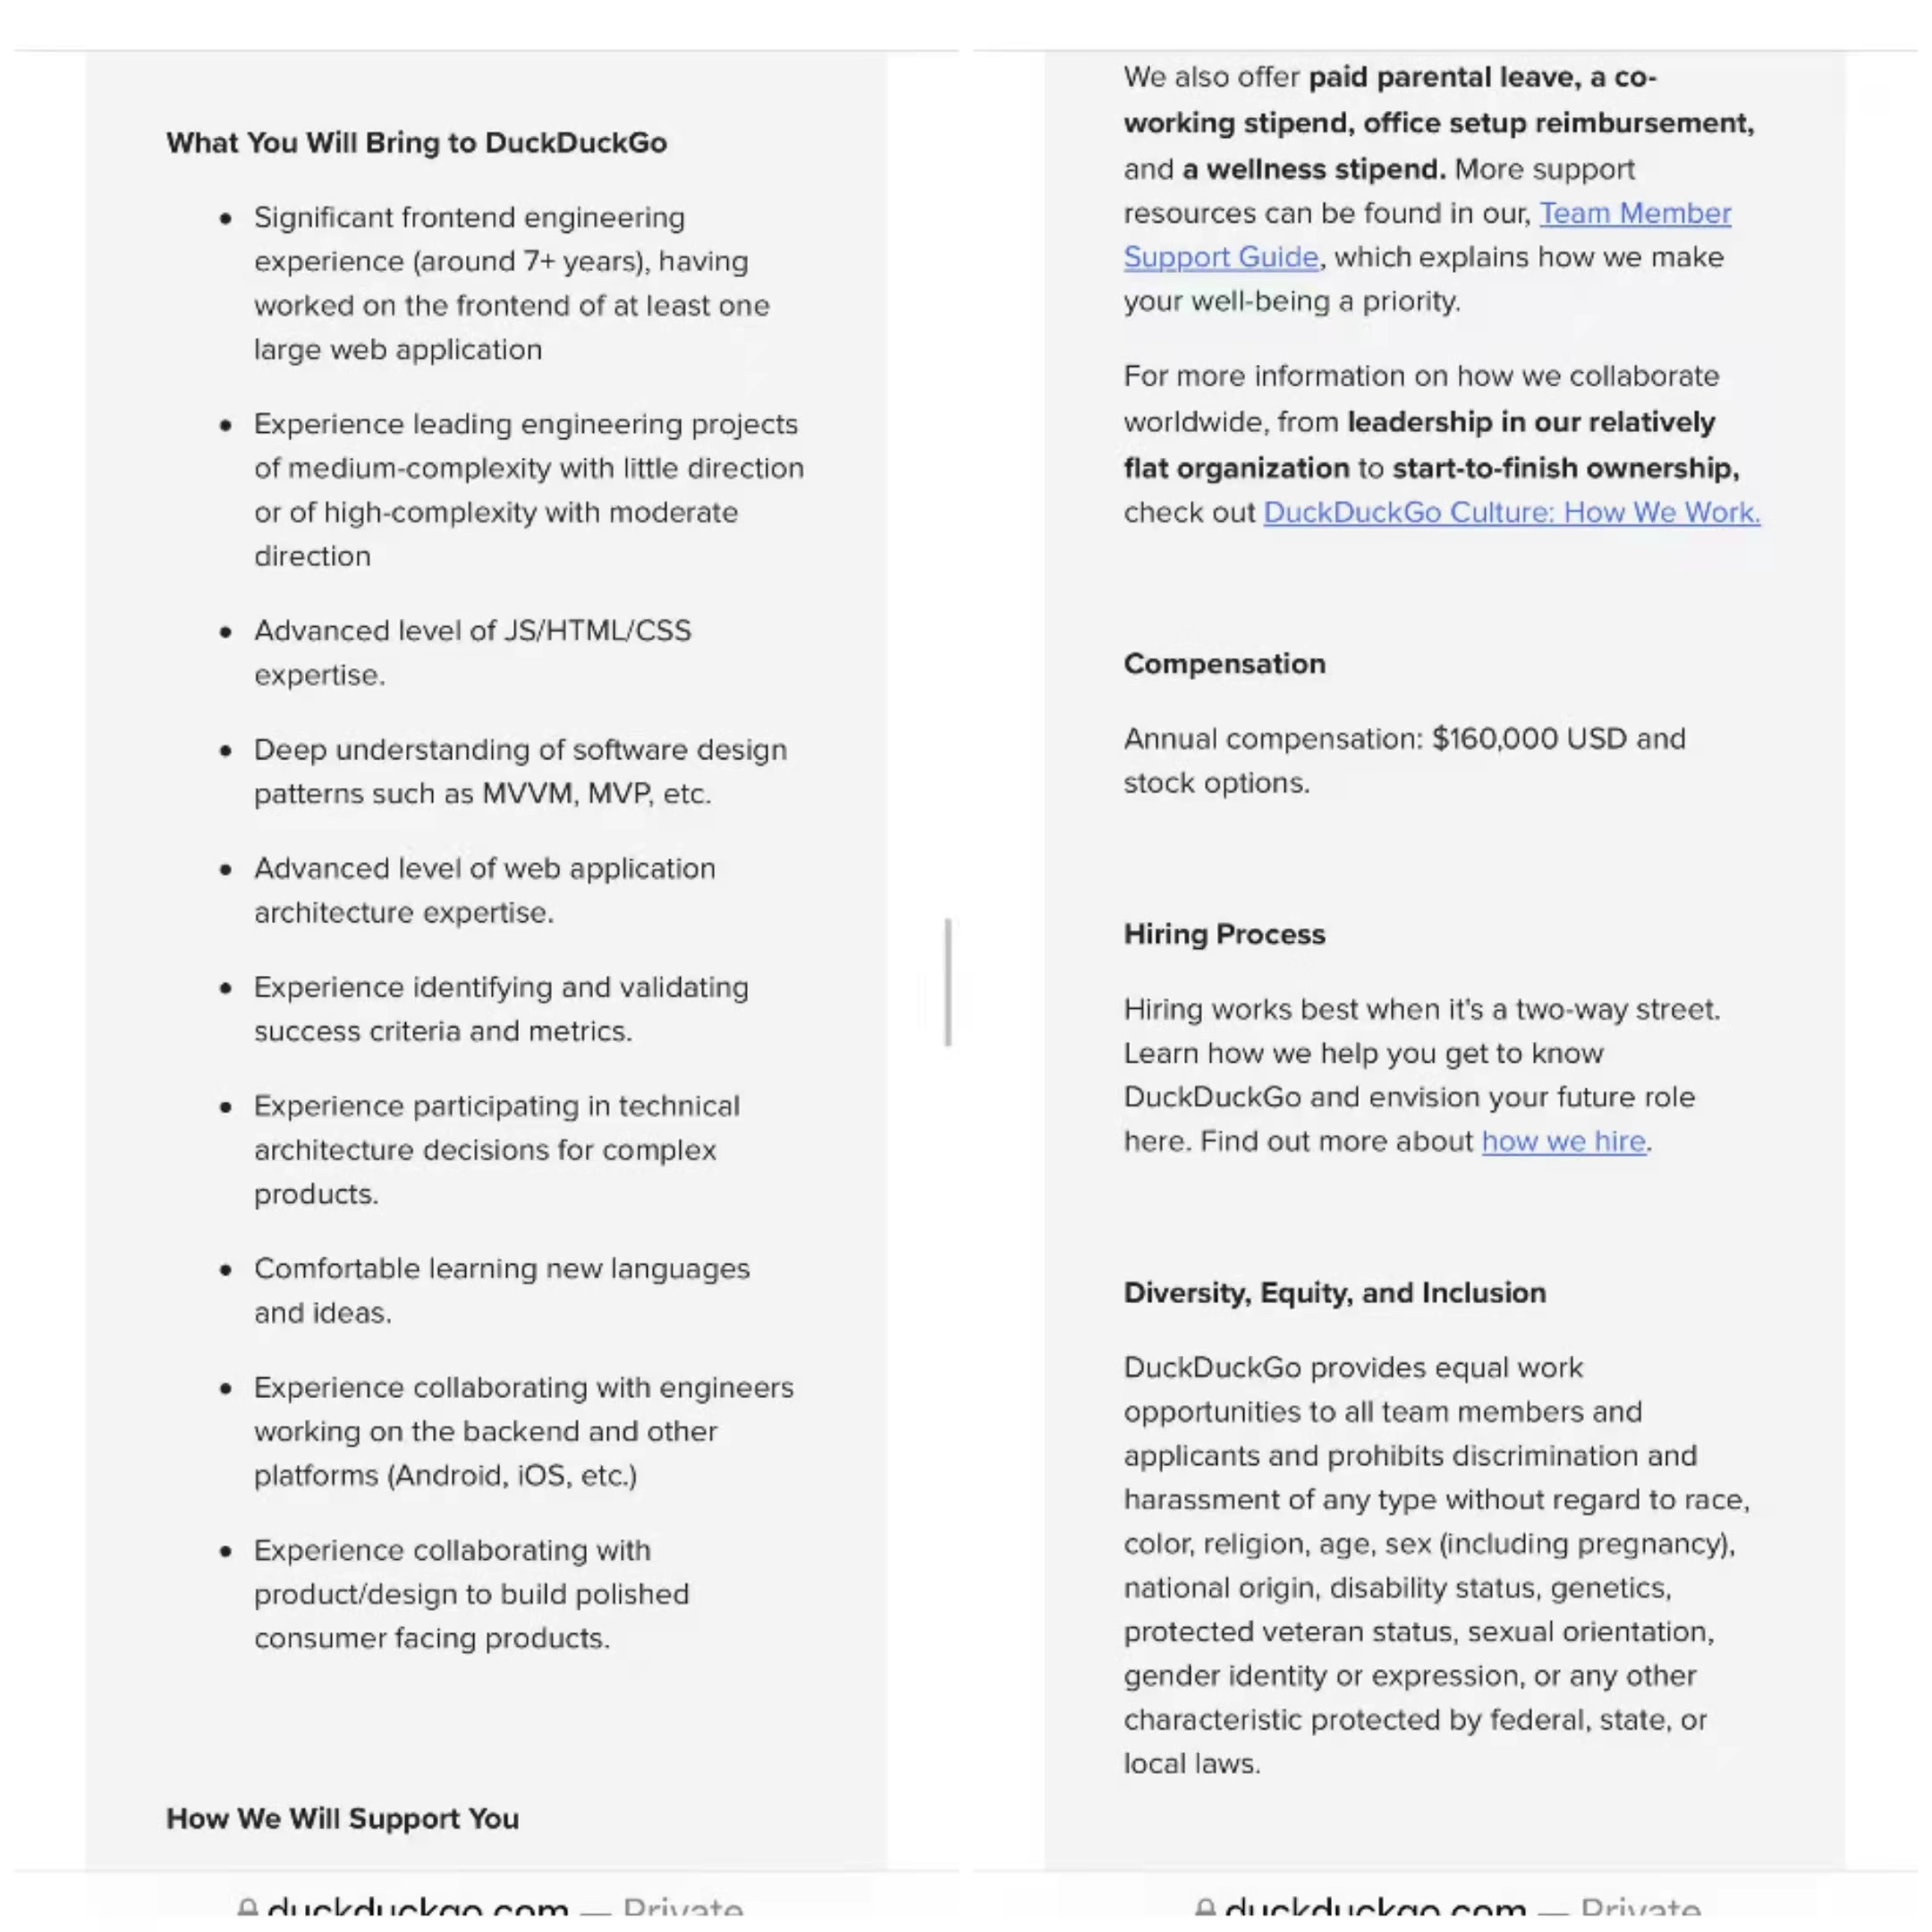 What You Will Bring to DuckDuckGo
Significant frontend engineering
experience (around 7+ years), having
worked on the frontend of at least one
large web application
Experience leading engineering projects
of medium-complexity with little direction
or of high-complexity with moderate
direction
Advanced level of JS/HTML/CSS
expertise.
Deep understanding of software design
patterns such as MVVM, MVP, etc.
Advanced level of web application
architecture expertise.
Experience identifying and validating
success criteria and metrics.
Experience participating in technical
architecture decisions for complex
products.
Comfortable learning new languages
and ideas.
Experience collaborating with engineers
working on the backend and other
platforms (Android, iOS, etc.)
Experience collaborating with
product/design to build polished
consumer facing products.
How We Will Support You
duckduckgo.com — Private
We also offer paid parental leave, a co-
working stipend, office setup reimbursement,
and a wellness stipend. More support
resources can be found in our, Team Member
Support Guide, which explains how we make
your well-being a priority.
For more information on how we collaborate
worldwide, from leadership in our relatively
flat organization to start-to-finish ownership,
check out DuckDuckGo Culture: How We Work.
Compensation
Annual compensation: $160,000 USD and
stock options.
Hiring Process
Hiring works best when it's a two-way street.
Learn how we help you get to know
DuckDuckGo and envision your future role
here. Find out more about how we hire.
Diversity, Equity, and Inclusion
DuckDuckGo provides equal work
opportunities to all team members and
applicants and prohibits discrimination and
harassment of any type without regard to race,
color, religion, age, sex (including pregnancy),
national origin, disability status, genetics,
protected veteran status, sexual orientation,
gender identity or expression, or any other
characteristic protected by federal, state, or
local laws.
duckduckgo.com — Private